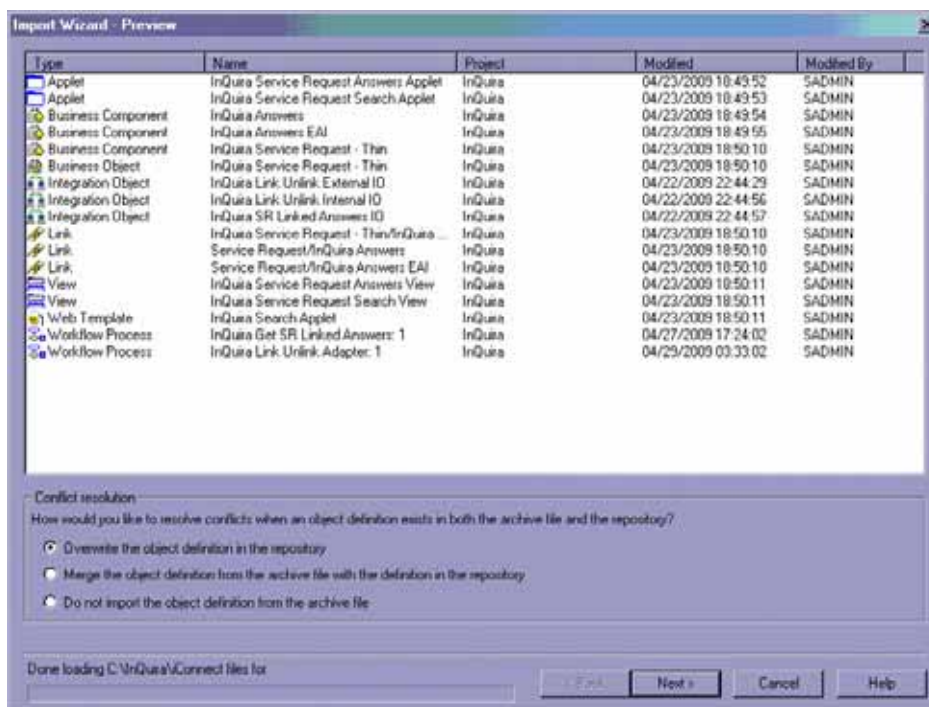 Import Wizard - Preview
Type Name Project Modified Modified By
Applet InQuira Service Request Answers Applet InQuira 04/23/2009 18:49:52 SADMIN
Applet InQuira Service Request Search Applet InQuira 04/23/2009 18:49:53 SADMIN
Business Component InQuira Answers InQuira 04/23/2009 18:49:54 SADMIN
Business Component InQuira Answers EAI InQuira 04/23/2009 18:49:55 SADMIN
Business Component InQuira Service Request - Thin InQuira 04/23/2009 18:50:10 SADMIN
Business Object InQuira Service Request - Thin InQuira 04/23/2009 18:50:10 SADMIN
Integration Object InQuira Link Unlink External IO InQuira 04/22/2009 22:44:29 SADMIN
Integration Object InQuira Link Unlink Internal IO InQuira 04/22/2009 22:44:56 SADMIN
Integration Object InQuira SR Linked Answers IO InQuira 04/22/2009 22:44:57 SADMIN
Link InQuira Service Request - Thin/InQuira ... InQuira 04/23/2009 18:50:10 SADMIN
Link Service Request/InQuira Answers InQuira 04/23/2009 18:50:10 SADMIN
Link Service Request/InQuira Answers EAI InQuira 04/23/2009 18:50:10 SADMIN
View InQuira Service Request Answers View InQuira 04/23/2009 18:50:11 SADMIN
View InQuira Service Request Search View InQuira 04/23/2009 18:50:11 SADMIN
Web Template InQuira Search Applet InQuira 04/23/2009 18:50:11 SADMIN
Workflow Process InQuira Get SR Linked Answers: 1 InQuira 04/27/2009 17:24:02 SADMIN
Workflow Process InQuira Link Unlink Adapter: 1 InQuira 04/29/2009 03:33:02 SADMIN
Conflict resolution
How would you like to resolve conflicts when an object definition exists in both the archive file and the repository?
Overwrite the object definition in the repository
Merge the object definition from the archive file with the definition in the repository
Do not import the object definition from the archive file
Done loading C:\InQuira\iConnect files for
< Back Next > Cancel Help